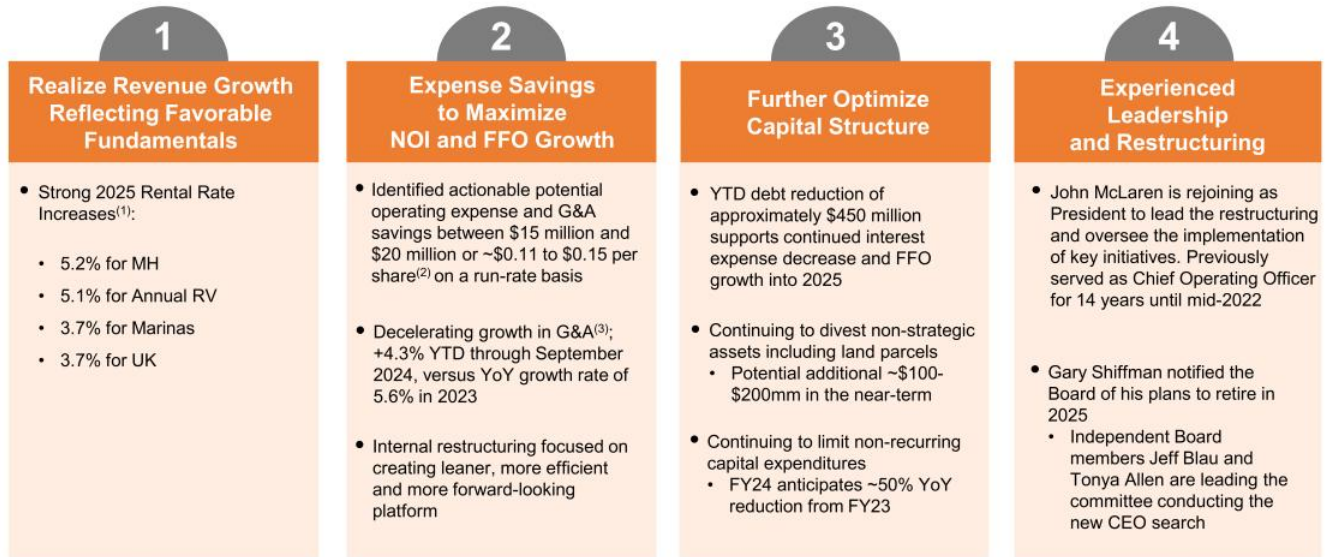 1
Realize Revenue Growth
Reflecting Favorable
Fundamentals
• Strong 2025 Rental Rate
Increases(1):
• 5.2% for MH
• 5.1% for Annual RV
• 3.7% for Marinas
• 3.7% for UK
2
Expense Savings
to Maximize
NOI and FFO Growth
• Identified actionable potential
operating expense and G&A
savings between $15 million and
$20 million or ~$0.11 to $0.15 per
share(2) on a run-rate basis
• Decelerating growth in G&A(3);
+4.3% YTD through September
2024, versus YoY growth rate of
5.6% in 2023
• Internal restructuring focused on
creating leaner, more efficient
and more forward-looking
platform
3
Further Optimize
Capital Structure
• YTD debt reduction of
approximately $450 million
supports continued interest
expense decrease and FFO
growth into 2025
• Continuing to divest non-strategic
assets including land parcels
• Potential additional ~$100-
$200mm in the near-term
• Continuing to limit non-recurring
capital expenditures
• FY24 anticipates ~50% YoY
reduction from FY23
4
Experienced
Leadership
and Restructuring
• John McLaren is rejoining as
President to lead the restructuring
and oversee the implementation
of key initiatives. Previously
served as Chief Operating Officer
for 14 years until mid-2022
• Gary Shiffman notified the
Board of his plans to retire in
2025
• Independent Board
members Jeff Blau and
Tonya Allen are leading the
committee conducting the
new CEO search